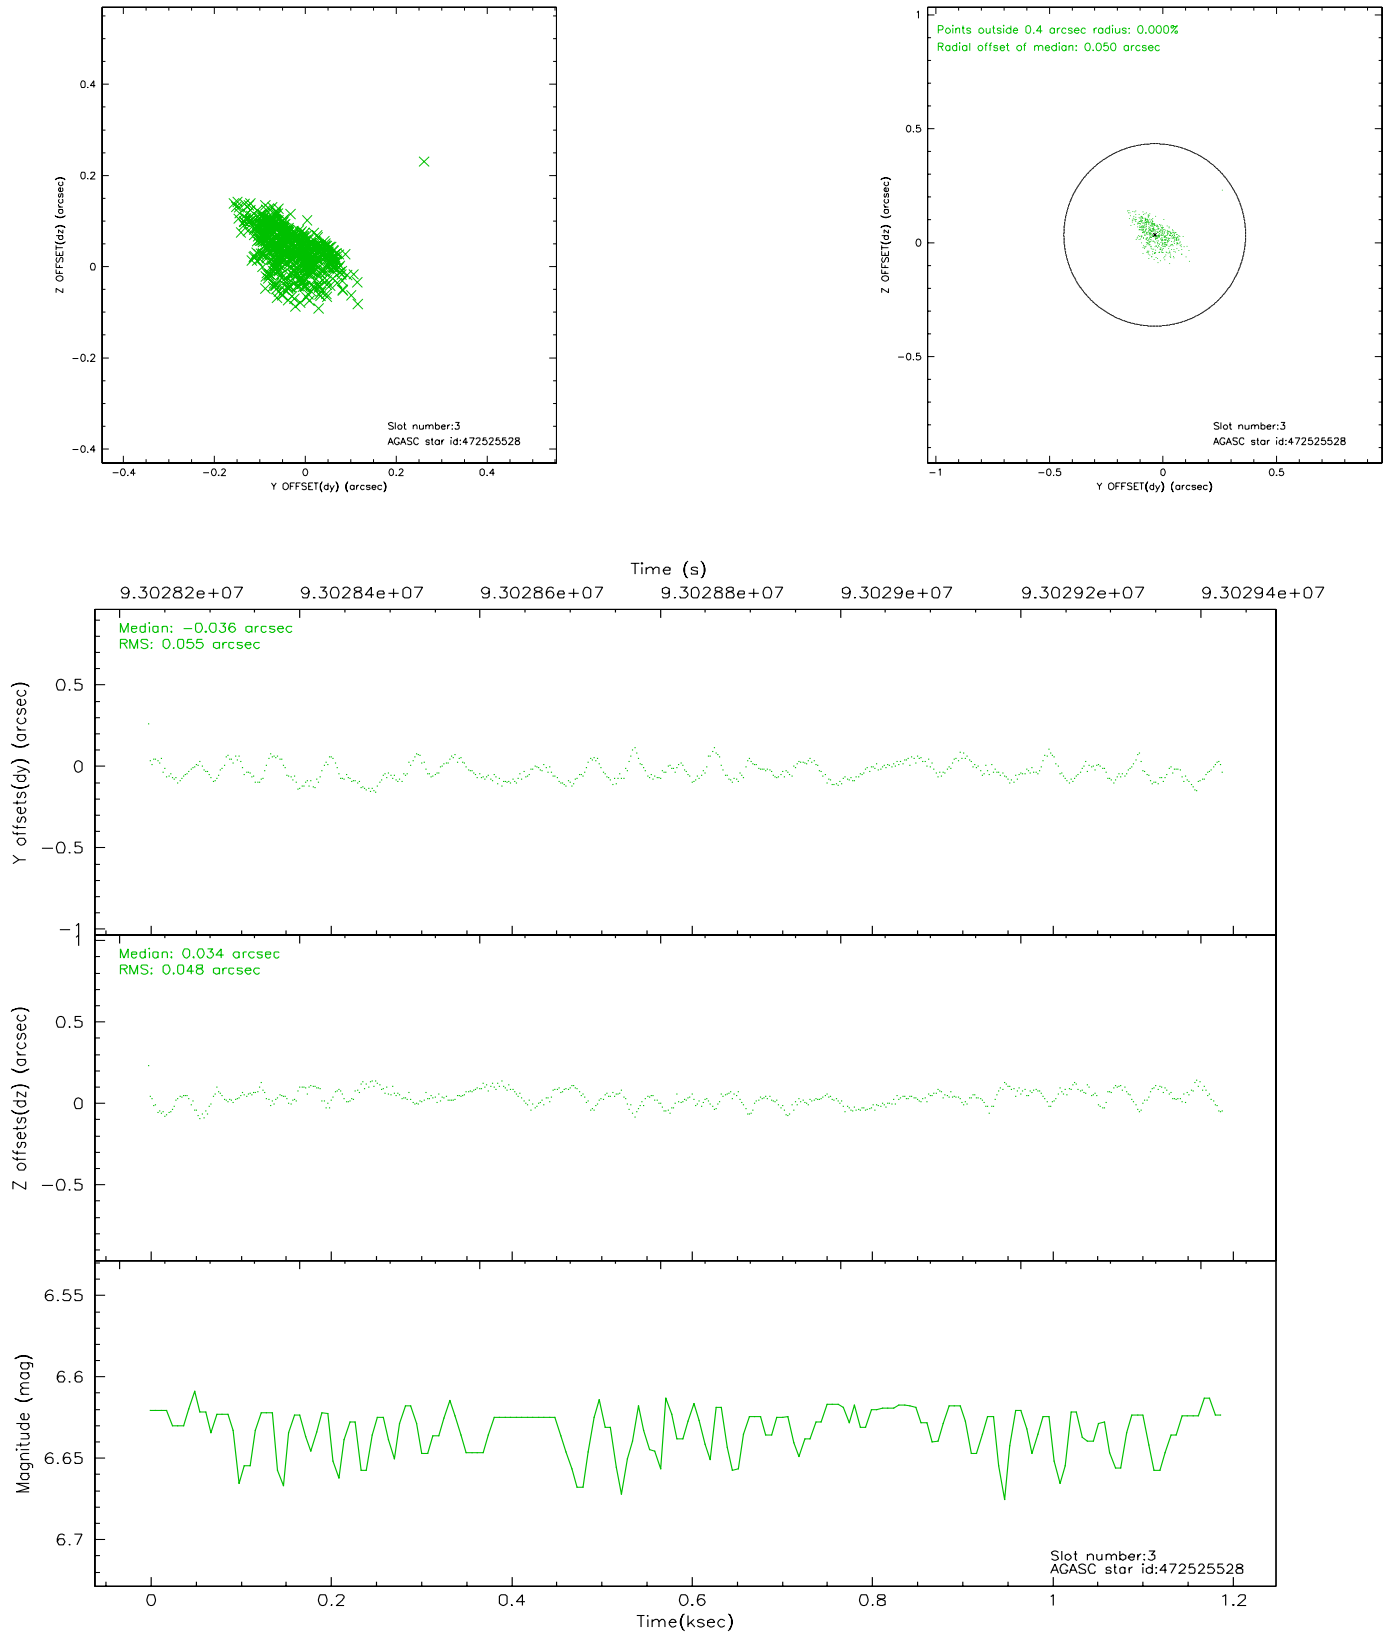 0.4
0.2
0
−0.2
−0.4
Z OFFSET(dz) (arcsec)
Slot number:3
AGASC star id:472525528
−0.4 −0.2 0 0.2 0.4
Y OFFSET(dy) (arcsec)
Points outside 0.4 arcsec radius: 0.000%
Radial offset of median: 0.050 arcsec
1
0.5
0
−0.5
Z OFFSET(dz) (arcsec)
Slot number:3
AGASC star id:472525528
−1 −0.5 0 0.5
Y OFFSET(dy) (arcsec)
Time (s)
9.30282e+07 9.30284e+07 9.30286e+07 9.30288e+07 9.3029e+07 9.30292e+07 9.30294e+07
Median: −0.036 arcsec
RMS: 0.055 arcsec
0.5
0
−0.5
−1
Y offsets(dy) (arcsec)
1
Median: 0.034 arcsec
RMS: 0.048 arcsec
0.5
0
−0.5
Z offsets(dz) (arcsec)
6.55
6.6
6.65
6.7
Magnitude (mag)
Slot number:3
AGASC star id:472525528
0 0.2 0.4 0.6 0.8 1 1.2
Time(ksec)